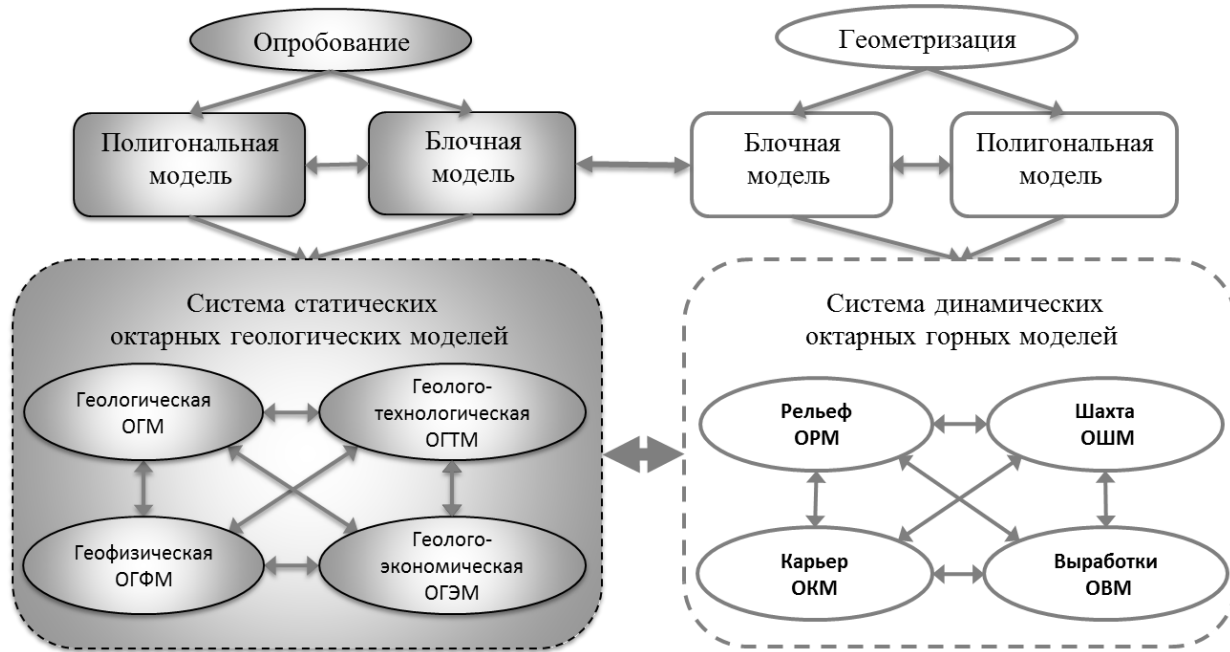 Опробование
Геометризация
Полигональная
модель
Блочная
модель
Блочная
модель
Полигональная
модель
Система статических
октарных геологических моделей
Геологическая
ОГМ
Геолого-
технологическая
ОГТМ
Геофизическая
ОГФМ
Геолого-
экономическая
ОГЭМ
Система динамических
октарных горных моделей
Рельеф
ОРМ
Шахта
ОШМ
Карьер
ОКМ
Выработки
ОВМ